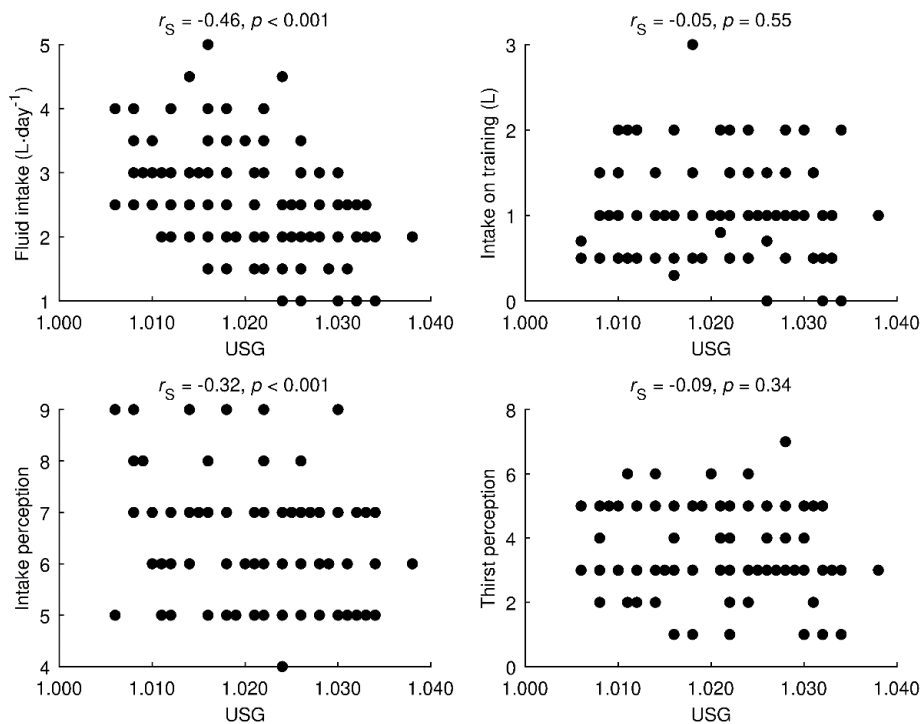 r_S = -0.46, p < 0.001
Fluid intake (L·day⁻¹)
5
4
3
2
1
1.000 1.010 1.020 1.030 1.040
USG
r_S = -0.05, p = 0.55
Intake on training (L)
3
2
1
0
1.000 1.010 1.020 1.030 1.040
USG
r_S = -0.32, p < 0.001
Intake perception
9
8
7
6
5
4
1.000 1.010 1.020 1.030 1.040
USG
r_S = -0.09, p = 0.34
Thirst perception
8
6
4
2
0
1.000 1.010 1.020 1.030 1.040
USG